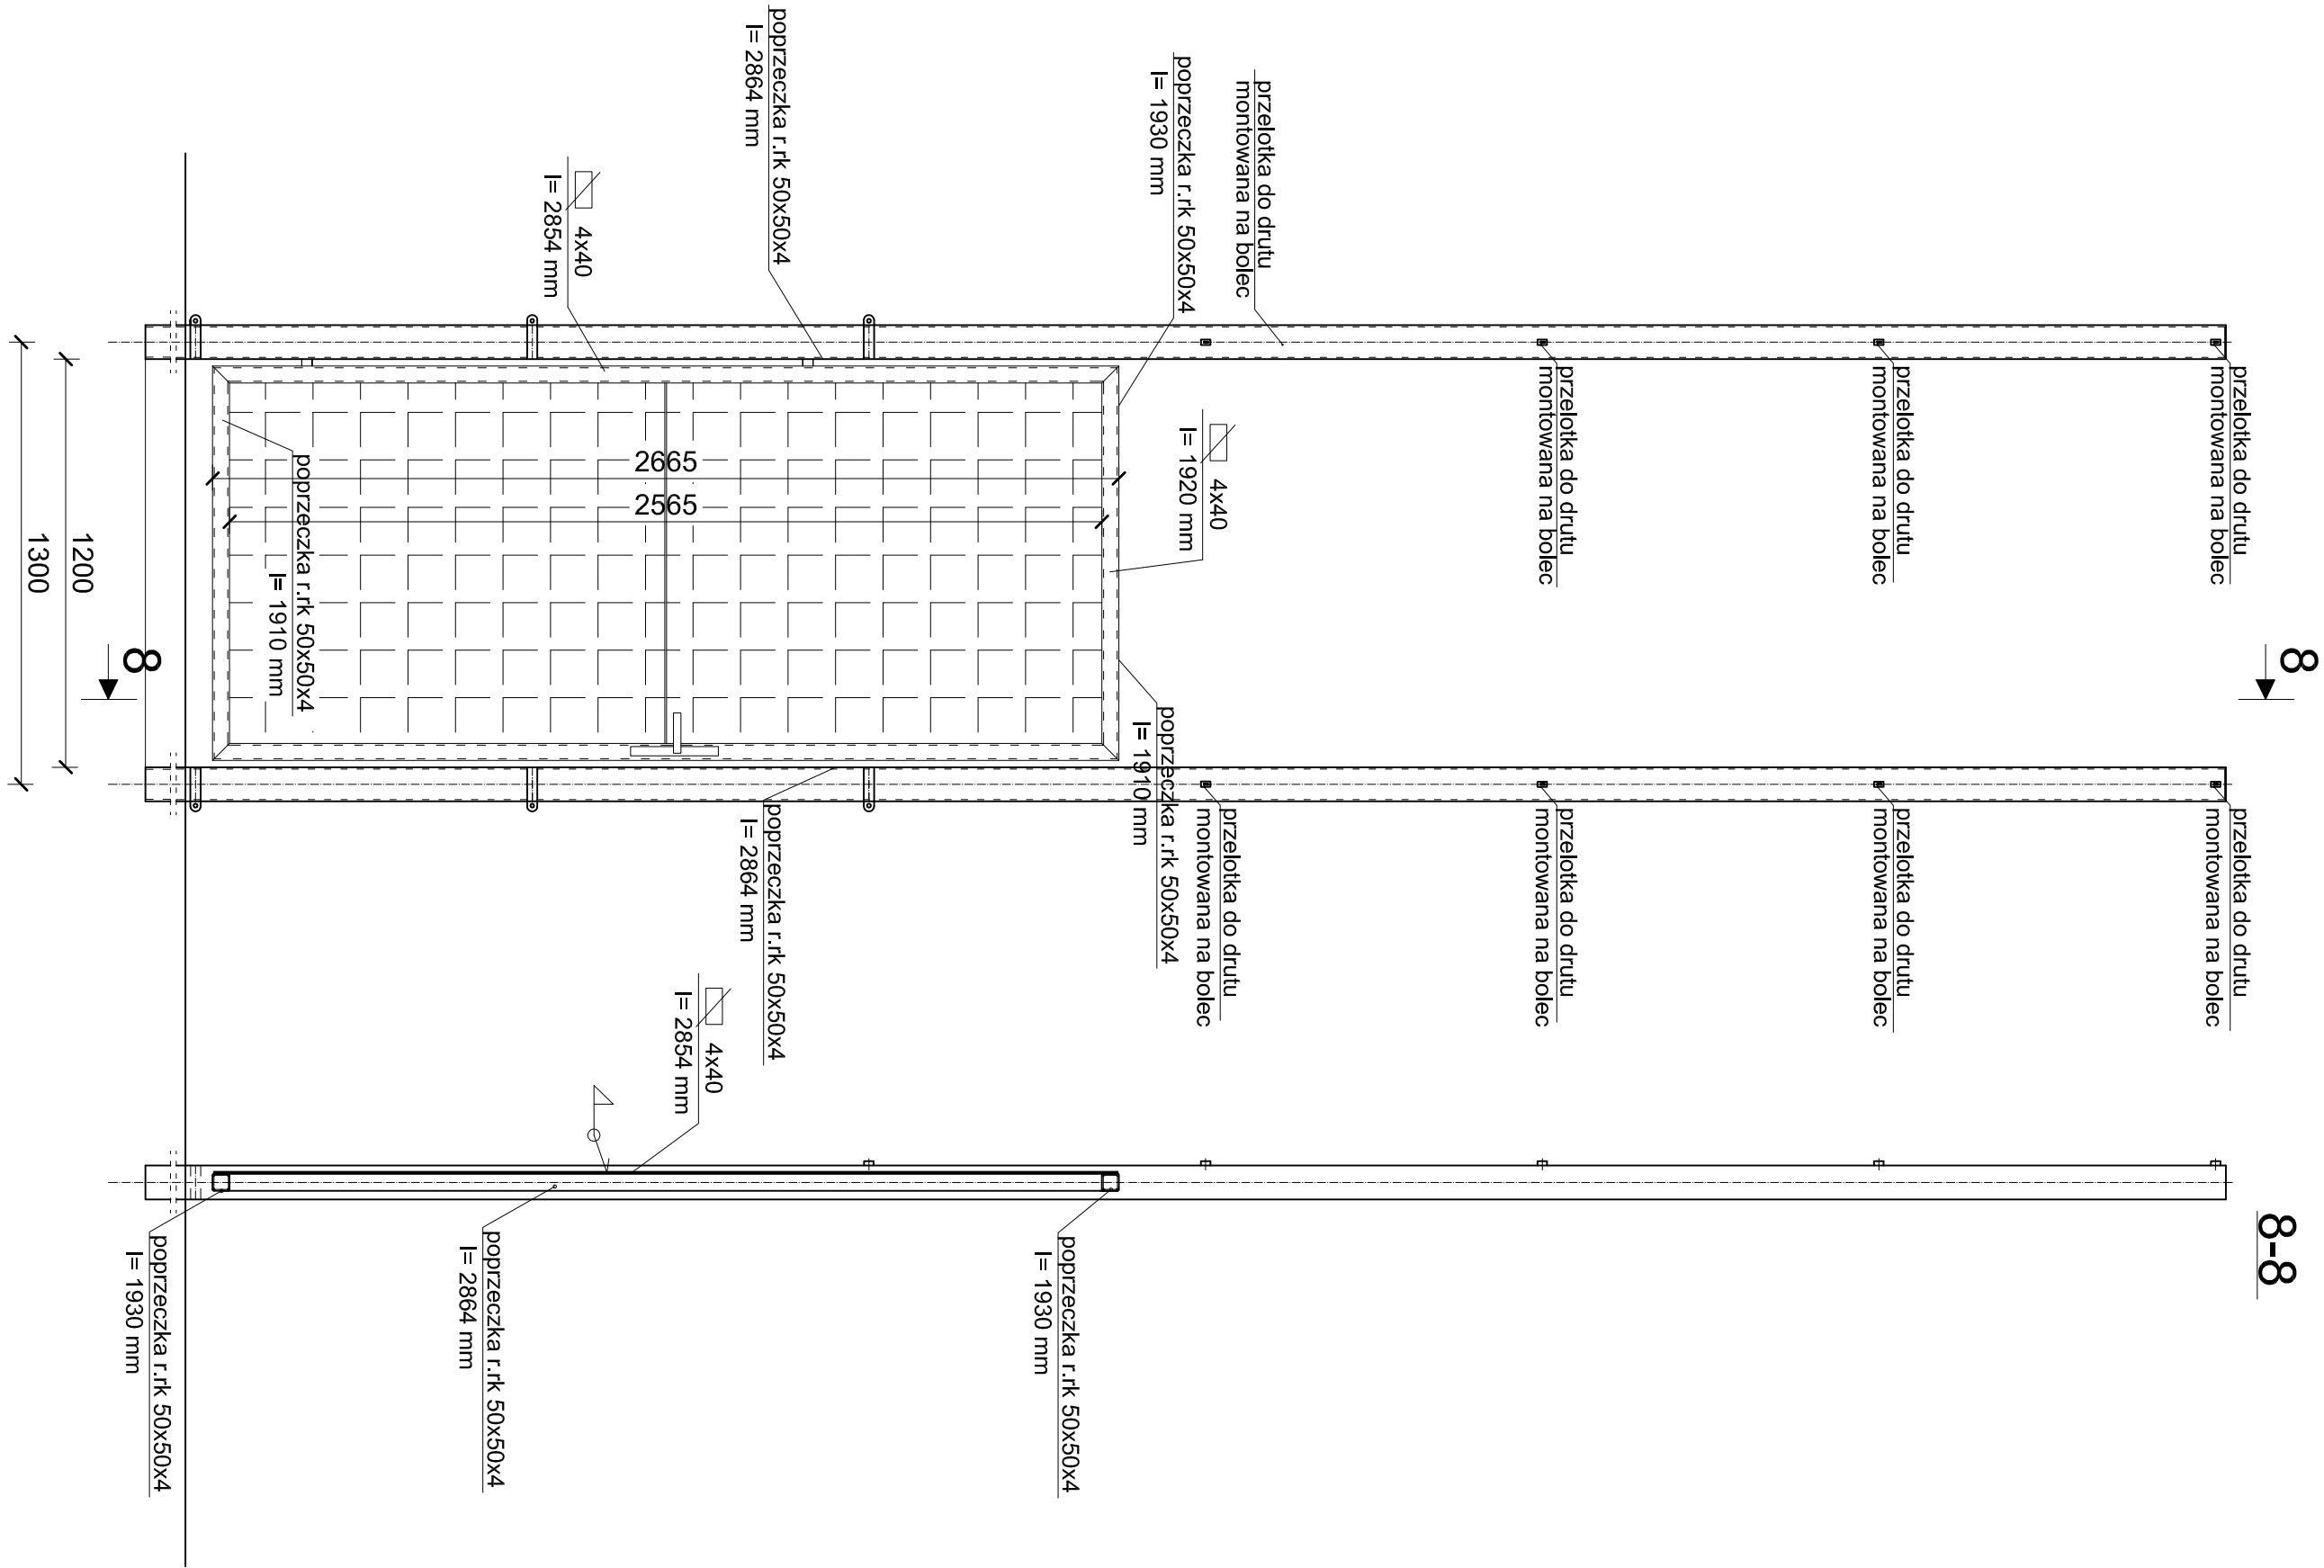 8
8-8
przelotka do drutu
montowana na bolec
przelotka do drutu
montowana na bolec
przelotka do drutu
montowana na bolec
przelotka do drutu
montowana na bolec
przelotka do drutu
montowana na bolec
przelotka do drutu
montowana na bolec
przelotka do drutu
montowana na bolec
przelotka do drutu
montowana na bolec
poprzeczka r.rk 50x50x4
l= 1930 mm
4x40
l= 1920 mm
poprzeczka r.rk 50x50x4
l= 1910 mm
poprzeczka r.rk 50x50x4
l= 1930 mm
poprzeczka r.rk 50x50x4
l= 2864 mm
poprzeczka r.rk 50x50x4
l= 2864 mm
4x40
l= 2854 mm
2665
2565
4x40
l= 2854 mm
poprzeczka r.rk 50x50x4
l= 2864 mm
poprzeczka r.rk 50x50x4
l= 1910 mm
poprzeczka r.rk 50x50x4
l= 1930 mm
8
1200
1300